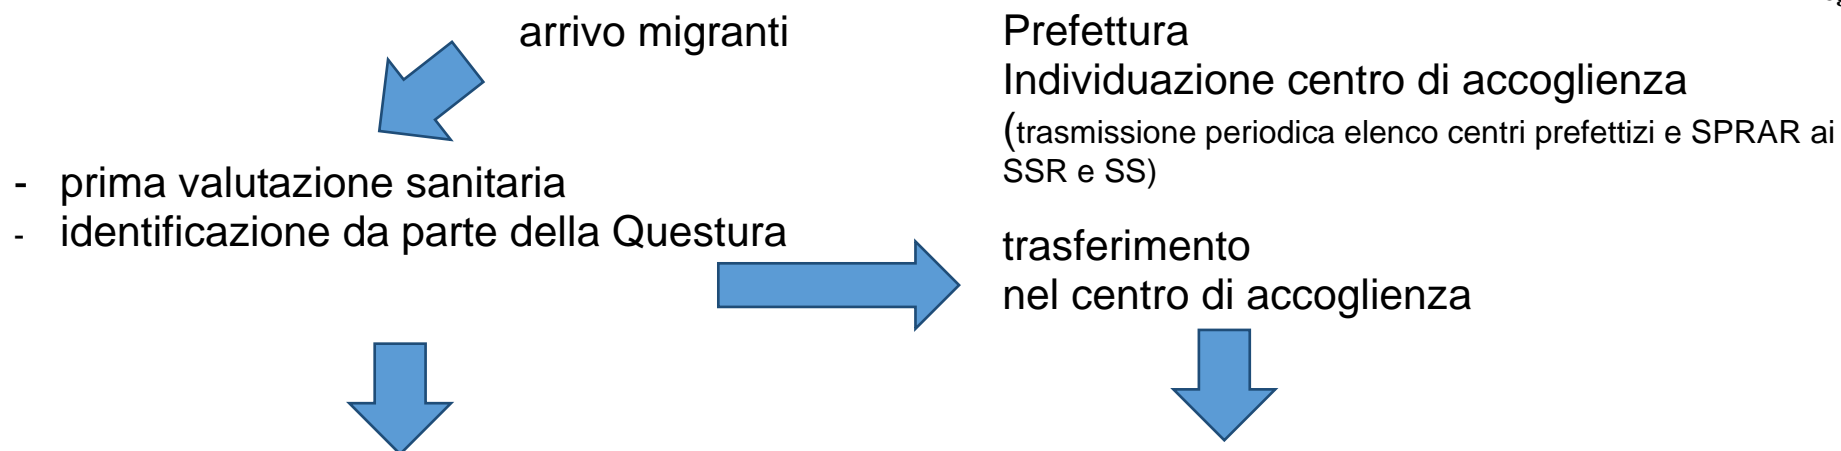 arrivo migranti
- prima valutazione sanitaria
- identificazione da parte della Questura
Prefettura
Individuazione centro di accoglienza
(trasmissione periodica elenco centri prefettizi e SPRAR ai
SSR e SS)
trasferimento
nel centro di accoglienza